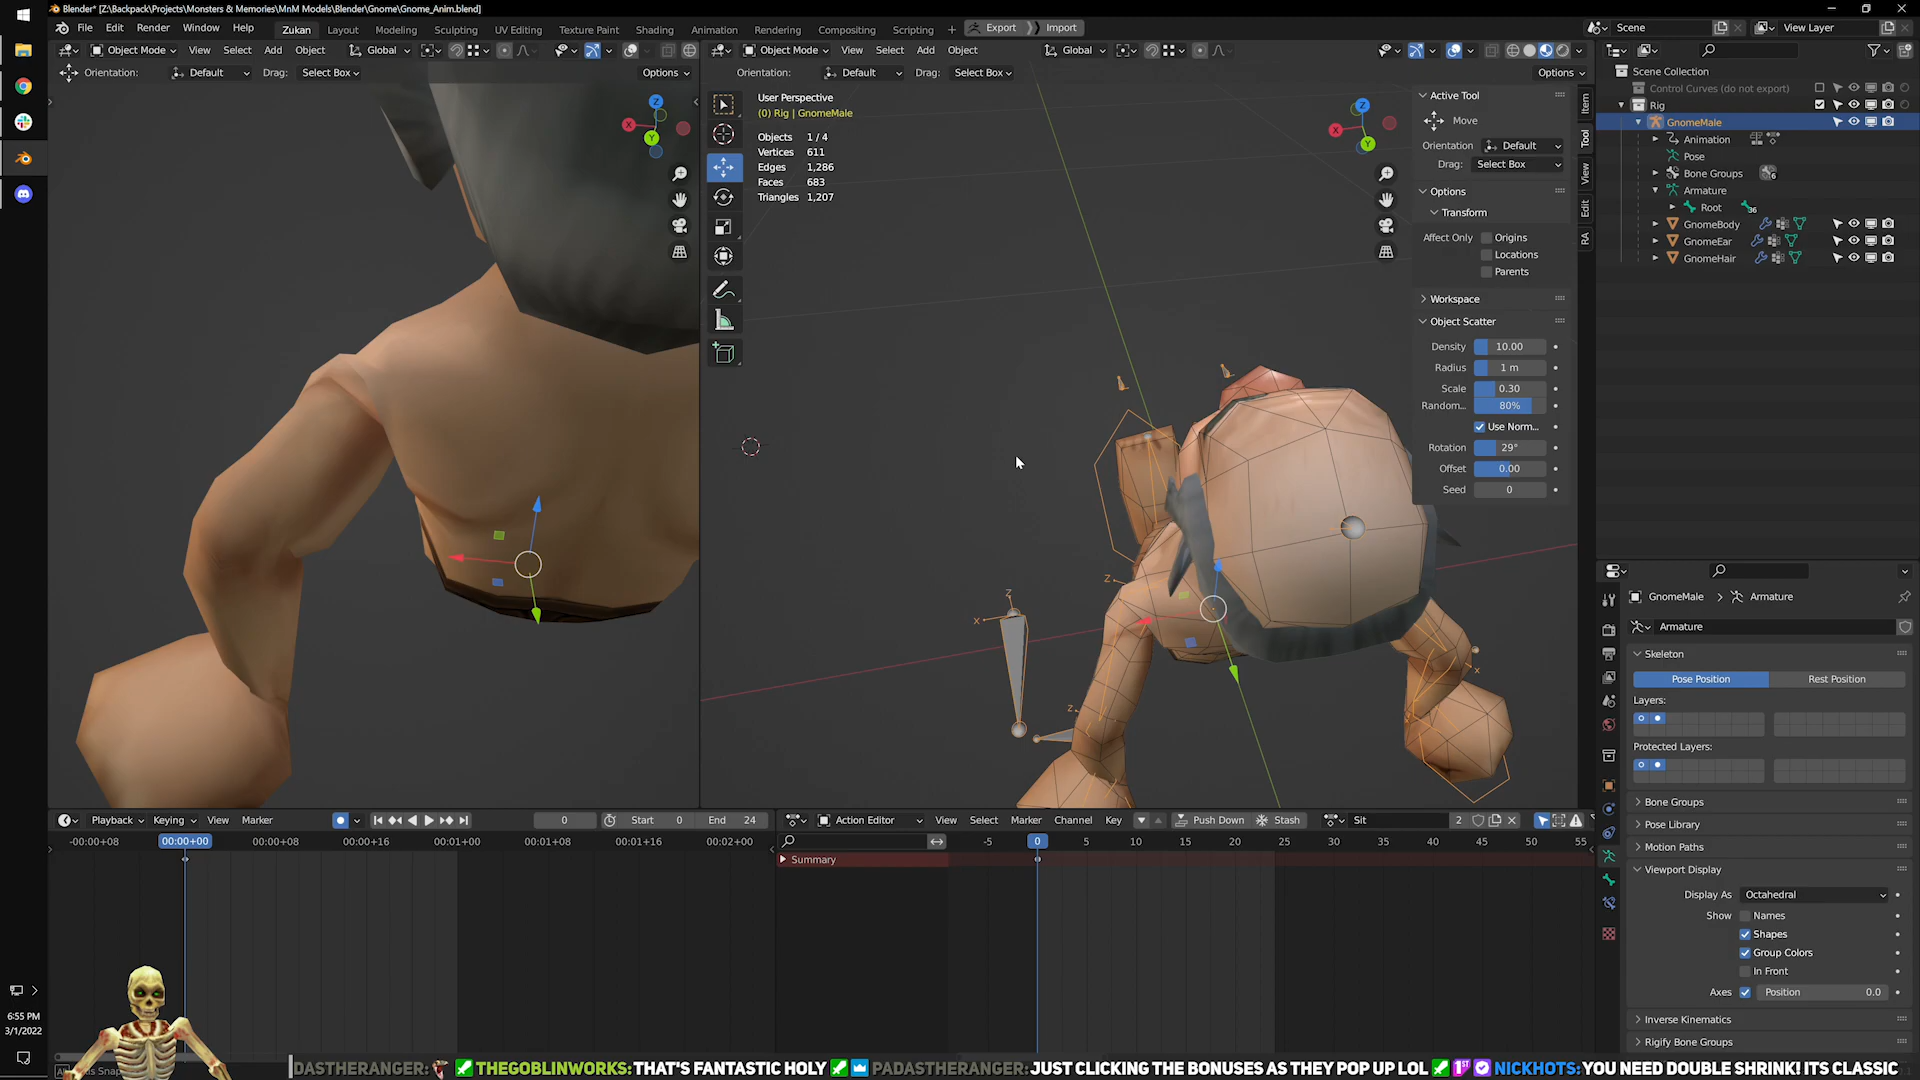 Blender* [Z:\Backpack\Projects\Monsters & Memories\MnM Models\Blender\Gnome\Gnome_Anim.blend]
File Edit Render Window Help Zukan Layout Modeling Sculpting UV Editing Texture Paint Shading Animation Rendering Compositing Scripting + Export Import Scene View Layer
Object Mode View Select Add Object Global
Object Mode View Select Add Object Global
Orientation: Default Drag: Select Box Options
Orientation: Default Drag: Select Box Options
User Perspective
(0) Rig | GnomeMale
Objects 1 / 4
Vertices 611
Edges 1,286
Faces 683
Triangles 1,207
Z
X
Y
Z
X
Y
Active Tool
Move
Orientation Default
Drag: Select Box
Options
Transform
Affect Only Origins
Locations
Parents
Workspace
Object Scatter
Density 10.00
Radius 1 m
Scale 0.30
Random... 80%
Use Norm...
Rotation 29°
Offset 0.00
Seed 0
Item
Tool
View
Edit
RA
Scene Collection
Control Curves (do not export)
Rig
GnomeMale
Animation
Pose
Bone Groups 6
Armature
Root 36
GnomeBody
GnomeEar
GnomeHair
GnomeMale > Armature
Armature
Skeleton
Pose Position Rest Position
Layers:
Protected Layers:
Bone Groups
Pose Library
Motion Paths
Viewport Display
Display As Octahedral
Show Names
Shapes
Group Colors
In Front
Axes Position 0.0
Inverse Kinematics
Rigify Bone Groups
Playback Keying View Marker 0 Start 0 End 24
-00:00+08 00:00+00 00:00+08 00:00+16 00:01+00 00:01+08 00:01+16 00:02+00
Action Editor View Select Marker Channel Key Push Down Stash Sit 2
-5 0 5 10 15 20 25 30 35 40 45 50 55
Summary
6:55 PM
3/1/2022
DASTHERANGER: THEGOBLINWORKS: THAT'S FANTASTIC HOLY PADASTHERANGER: JUST CLICKING THE BONUSES AS THEY POP UP LOL 1ST NICKHOTS: YOU NEED DOUBLE SHRINK! ITS CLASSIC